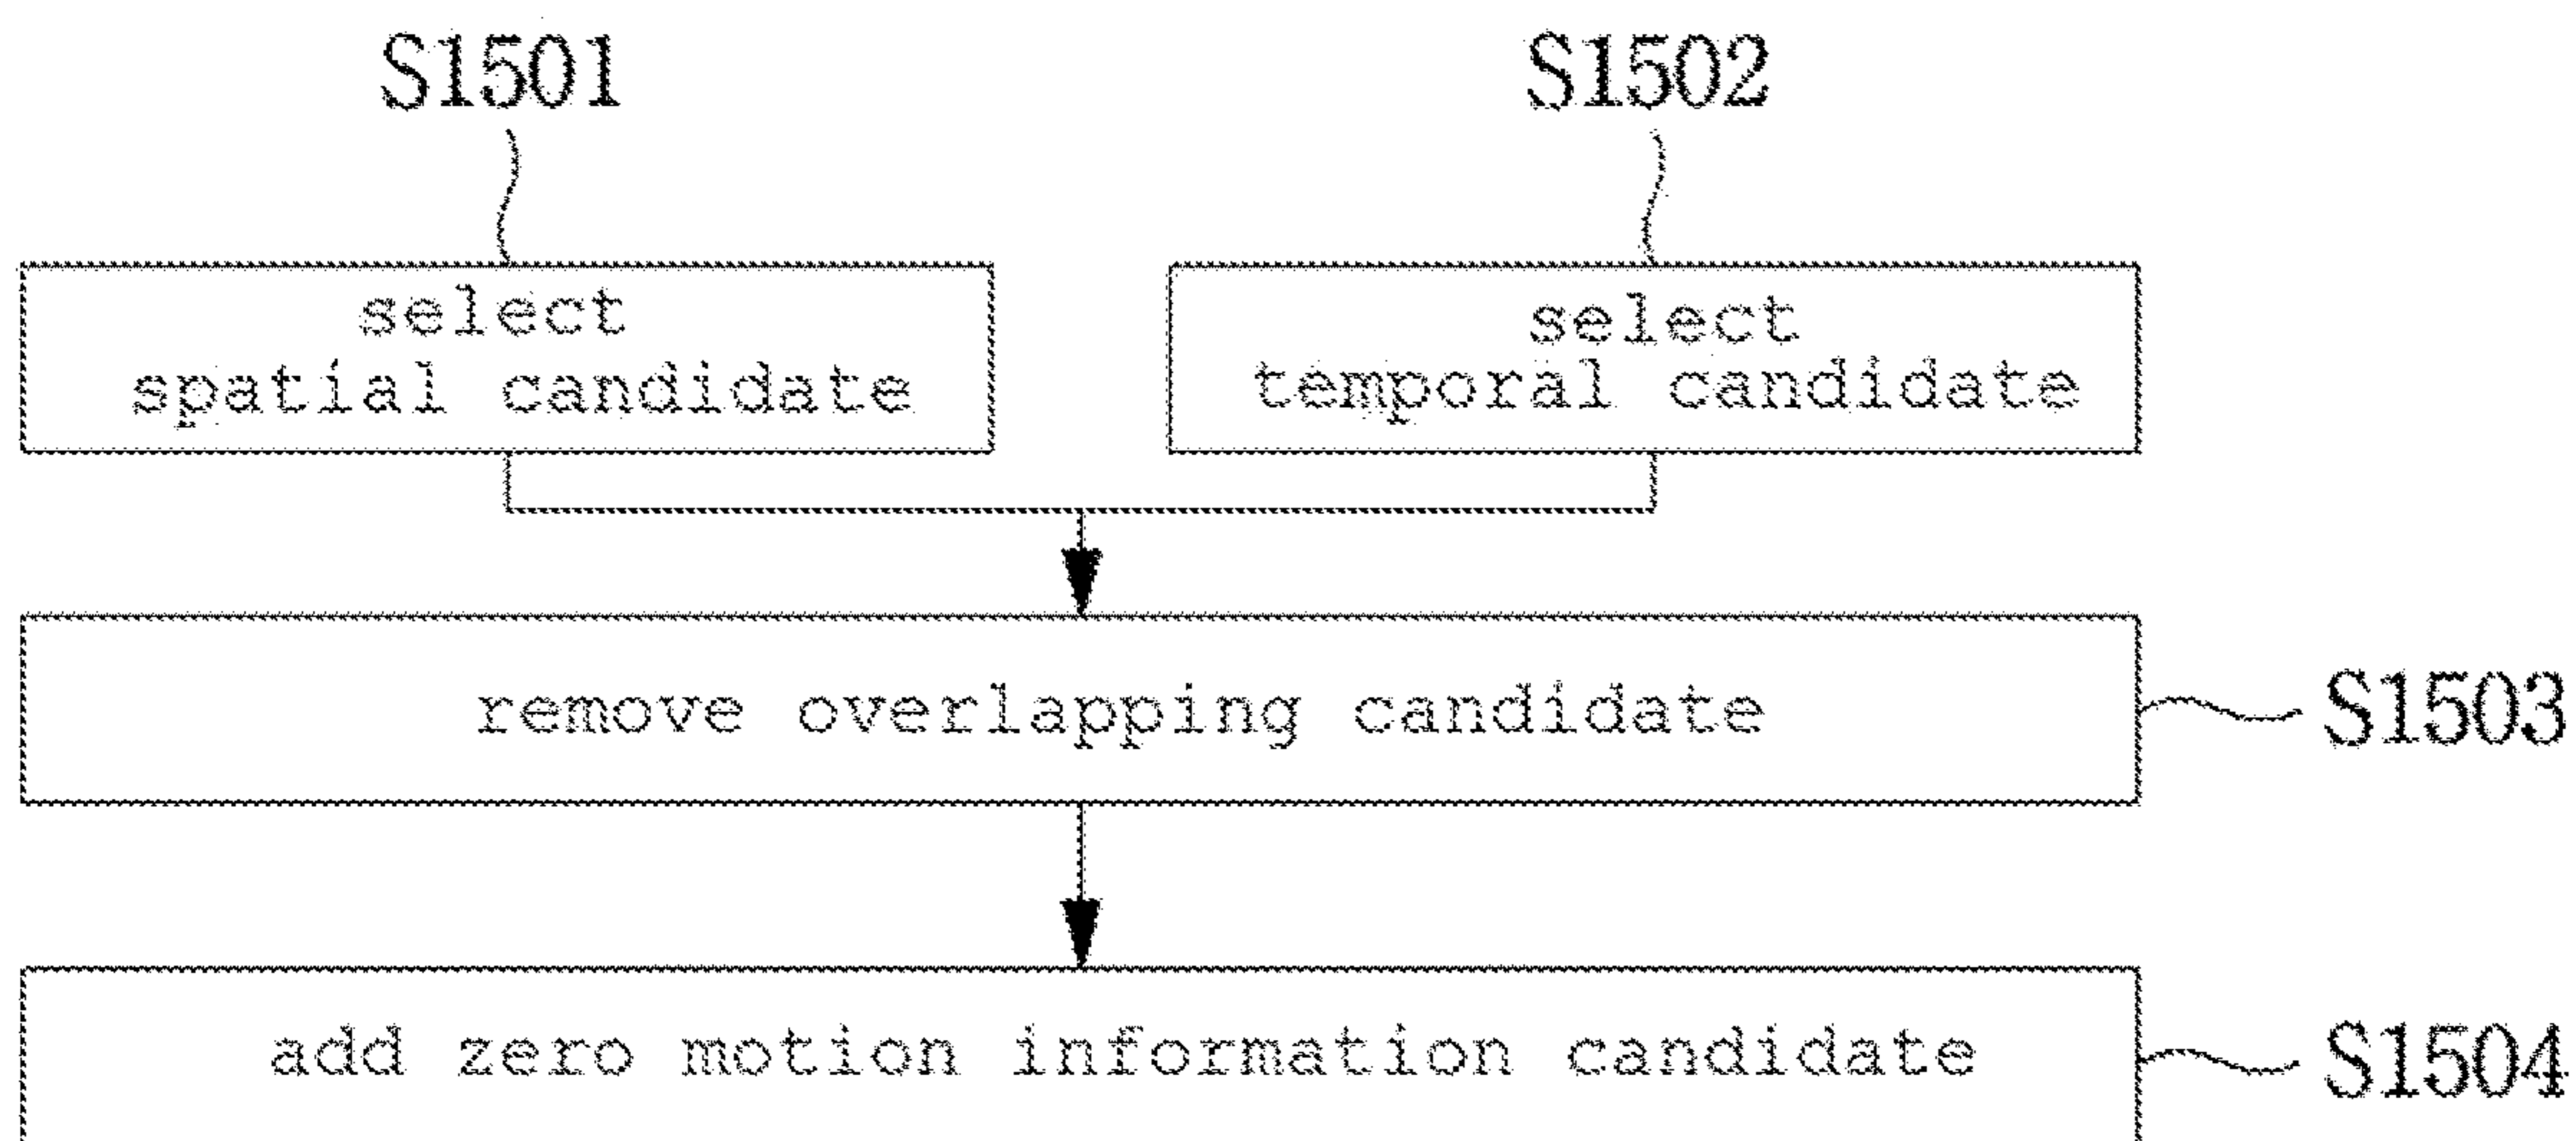 S1501
S1502
select
spatial candidate
select
temporal candidate
remove overlapping candidate
S1503
add zero motion information candidate
S1504